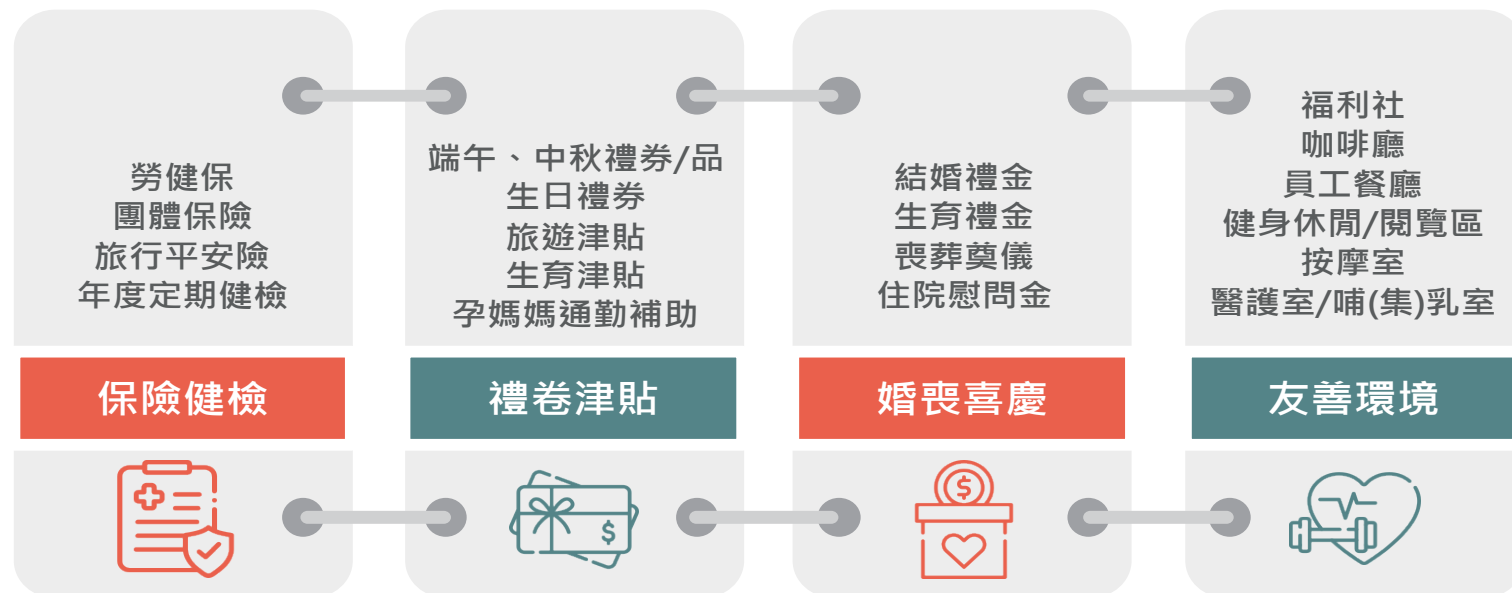 勞健保
團體保險
旅行平安險
年度定期健檢
保險健檢
端午、中秋禮券/品
生日禮券
旅遊津貼
生育津貼
孕媽媽通勤補助
禮卷津貼
結婚禮金
生育禮金
喪葬奠儀
住院慰問金
婚喪喜慶
福利社
咖啡廳
員工餐廳
健身休閒/閱覽區
按摩室
醫護室/哺(集)乳室
友善環境